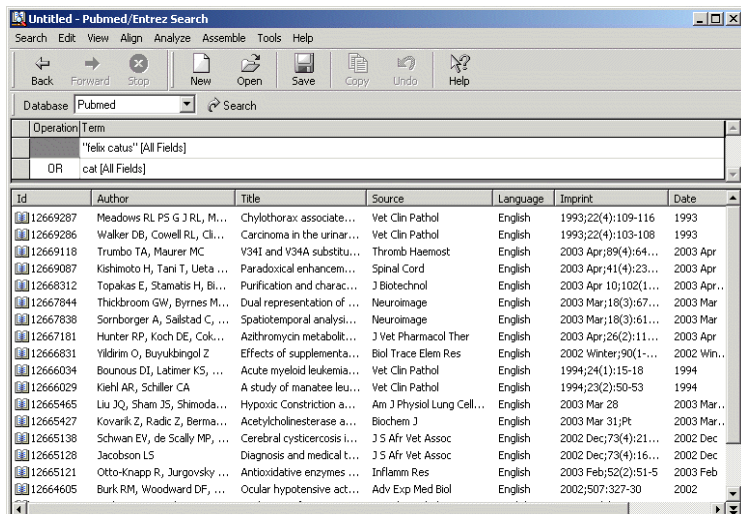 Untitled - Pubmed/Entrez Search
Search Edit View Align Analyze Assemble Tools Help
Back Forward Stop New Open Save Copy Undo Help
Database Pubmed Search
Operation Term
"felix catus" [All Fields]
OR cat [All Fields]
Id Author Title Source Language Imprint Date
12669287 Meadows RL PS G J RL, M... Chylothorax associate... Vet Clin Pathol English 1993;22(4):109-116 1993
12669286 Walker DB, Cowell RL, Cli... Carcinoma in the urinar... Vet Clin Pathol English 1993;22(4):103-108 1993
12669118 Trumbo TA, Maurer MC V34I and V34A substitu... Thromb Haemost English 2003 Apr;89(4):64... 2003 Apr
12669087 Kishimoto H, Tani T, Ueta ... Paradoxical enhancem... Spinal Cord English 2003 Apr;41(4):23... 2003 Apr
12668312 Topakas E, Stamatis H, Bi... Purification and charac... J Biotechnol English 2003 Apr 10;102(1... 2003 Apr..
12667844 Thickbroom GW, Byrnes M... Dual representation of ... Neuroimage English 2003 Mar;18(3):67... 2003 Mar
12667838 Sornborger A, Sailstad C, ... Spatiotemporal analysi... Neuroimage English 2003 Mar;18(3):61... 2003 Mar
12667181 Hunter RP, Koch DE, Cok... Azithromycin metabolit... J Vet Pharmacol Ther English 2003 Apr;26(2):11... 2003 Apr
12666831 Yildirim O, Buyukbingol Z Effects of supplementa... Biol Trace Elem Res English 2002 Winter;90(1-... 2002 Win..
12666034 Bounous DI, Latimer KS, ... Acute myeloid leukemia... Vet Clin Pathol English 1994;24(1):15-18 1994
12666029 Kiehl AR, Schiller CA A study of manatee leu... Vet Clin Pathol English 1994;23(2):50-53 1994
12665465 Liu JQ, Sham JS, Shimoda... Hypoxic Constriction a... Am J Physiol Lung Cell... English 2003 Mar 28 2003 Mar..
12665427 Kovarik Z, Radic Z, Berma... Acetylcholinesterase a... Biochem J English 2003 Mar 31;Pt 2003 Mar..
12665138 Schwan EV, de Scally MP, ... Cerebral cysticercosis i... J S Afr Vet Assoc English 2002 Dec;73(4):21... 2002 Dec
12665128 Jacobson LS Diagnosis and medical t... J S Afr Vet Assoc English 2002 Dec;73(4):16... 2002 Dec
12665121 Otto-Knapp R, Jurgovsky ... Antioxidative enzymes ... Inflamm Res English 2003 Feb;52(2):51-5 2003 Feb
12664605 Burk RM, Woodward DF, ... Ocular hypotensive act... Adv Exp Med Biol English 2002;507:327-30 2002